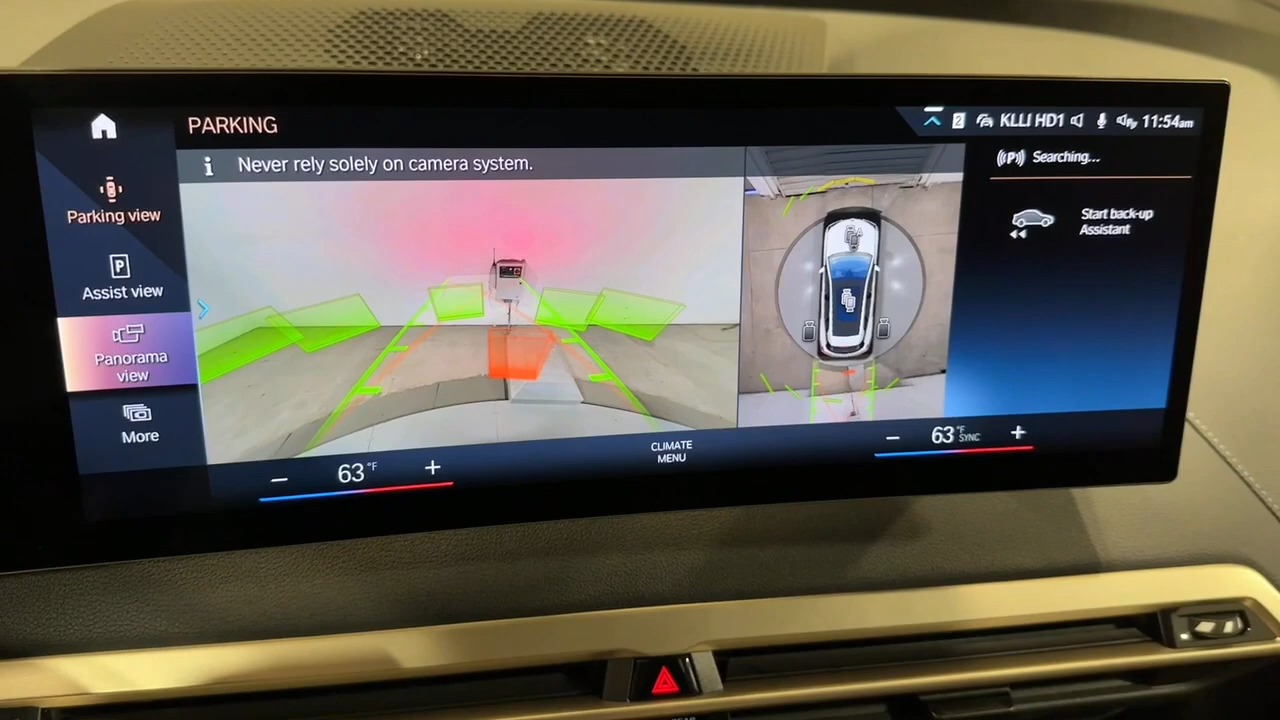 PARKING
2 KLLI HD1 11:54am
i Never rely solely on camera system.
((P)) Searching...
Parking view
Start back-up
Assistant
P
Assist view
Panorama
view
More
CLIMATE
MENU
− 63°F +
− 63°F SYNC +